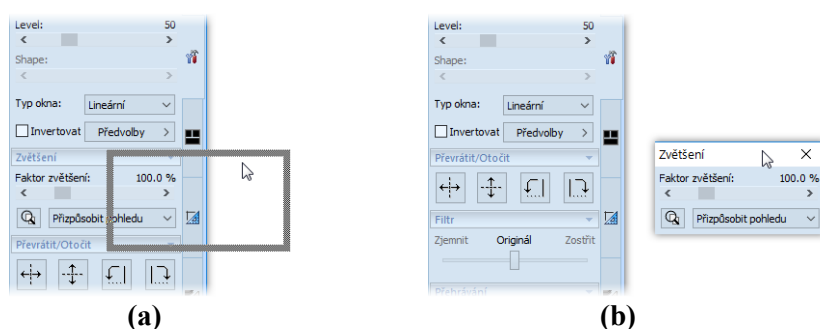 Level: 50
Shape:
Typ okna: Lineární
Invertovat Předvolby
Zvětšení
Faktor zvětšení: 100.0 %
Přizpůsobit pohledu
Převrátit/Otočit
(a)
Level: 50
Shape:
Typ okna: Lineární
Invertovat Předvolby
Převrátit/Otočit
Filtr
Zjemnit Originál Zostřit
Přehrávání
Zvětšení
Faktor zvětšení: 100.0 %
Přizpůsobit pohledu
(b)